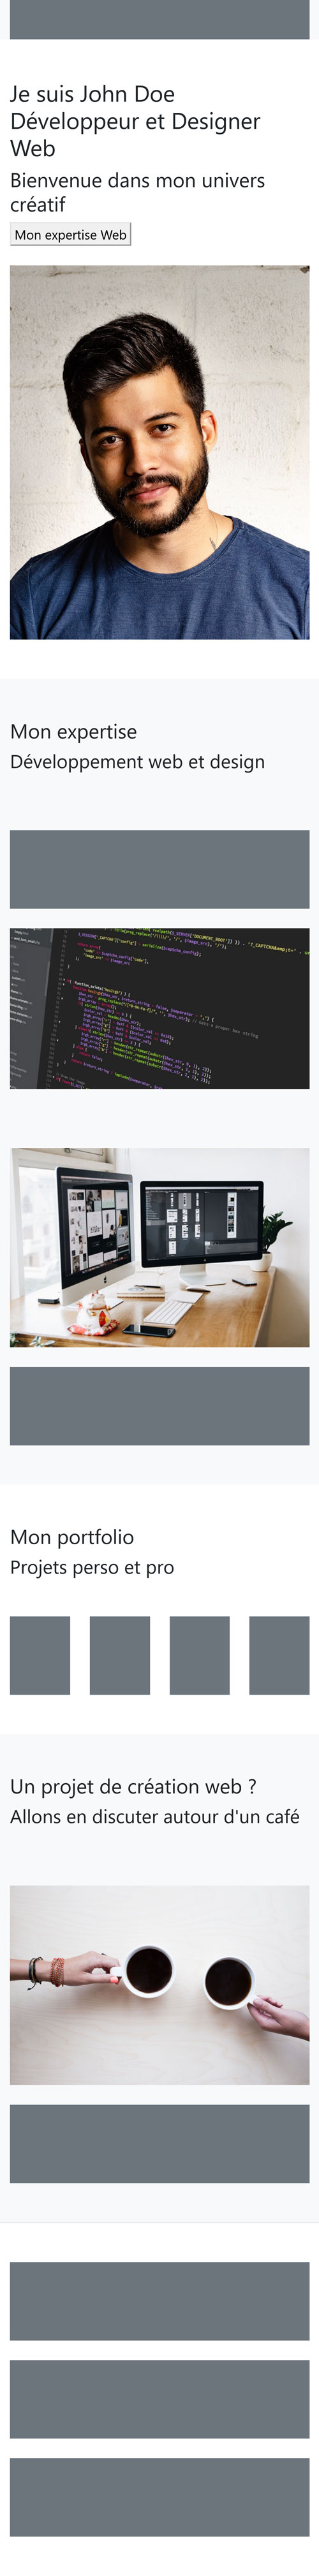 Je suis John Doe
Développeur et Designer
Web
Bienvenue dans mon univers
créatif
Mon expertise Web
Mon expertise
Développement web et design
Mon portfolio
Projets perso et pro
Un projet de création web ?
Allons en discuter autour d'un café